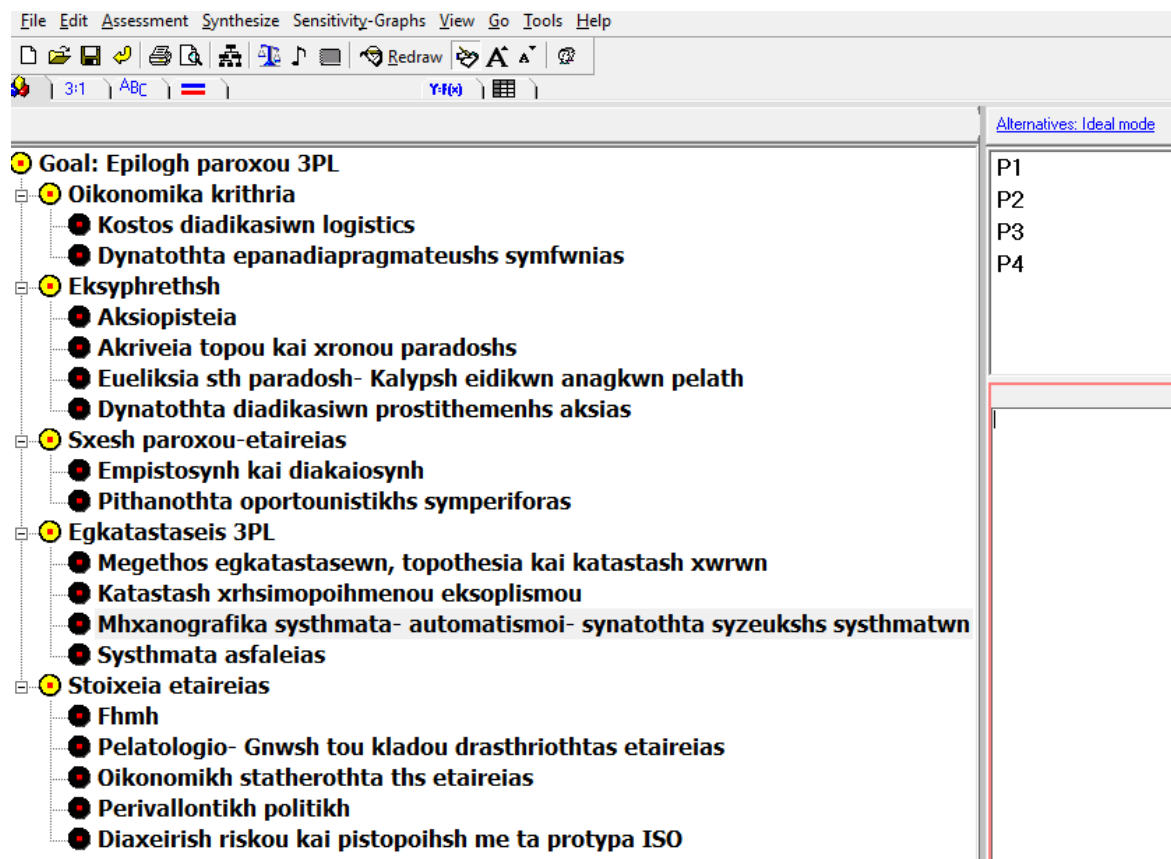 File Edit Assessment Synthesize Sensitivity-Graphs View Go Tools Help
Redraw A A
3:1 ABC Y=F(x)
Alternatives: Ideal mode
Goal: Epilogh paroxou 3PL
Oikonomika krithria
Kostos diadikasiwn logistics
Dynatothta epanadiapragmateushs symfwnias
Eksyphrethsh
Aksiopisteia
Akriveia topou kai xronou paradoshs
Eueliksia sth paradosh- Kalypsh eidikwn anagkwn pelath
Dynatothta diadikasiwn prostithemenhs aksias
Sxesh paroxou-etaireias
Empistosynh kai diakaiosynh
Pithanothta oportounistikhs symperiforas
Egkatastaseis 3PL
Megethos egkatastasewn, topothesia kai katastash xwrwn
Katastash xrhsimopoihmenou eksoplismou
Mhxanografika systhmata- automatismoi- synatothta syzeukshs systhmatwn
Systhmata asfaleias
Stoixeia etaireias
Fhmh
Pelatologio- Gnwsh tou kladou drasthriothtas etaireias
Oikonomikh statherothta ths etaireias
Perivallontikh politikh
Diaxeirish riskou kai pistopoihsh me ta protypa ISO
P1
P2
P3
P4